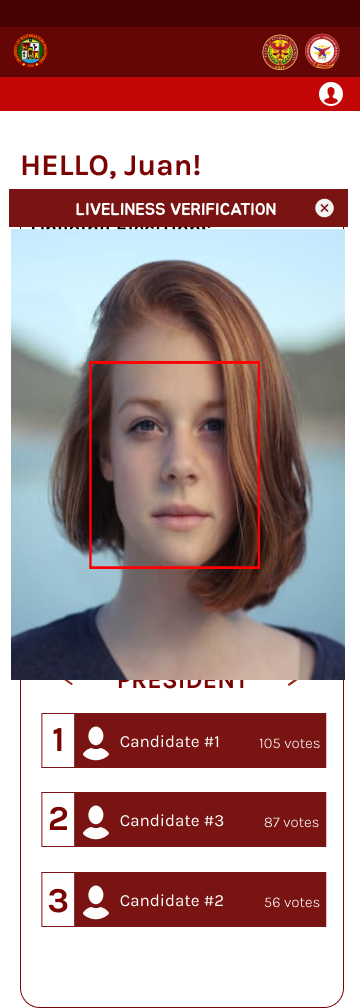 HELLO, Juan!
LIVELINESS VERIFICATION
PRESIDENT
1
Candidate #1
105 votes
2
Candidate #3
87 votes
3
Candidate #2
56 votes